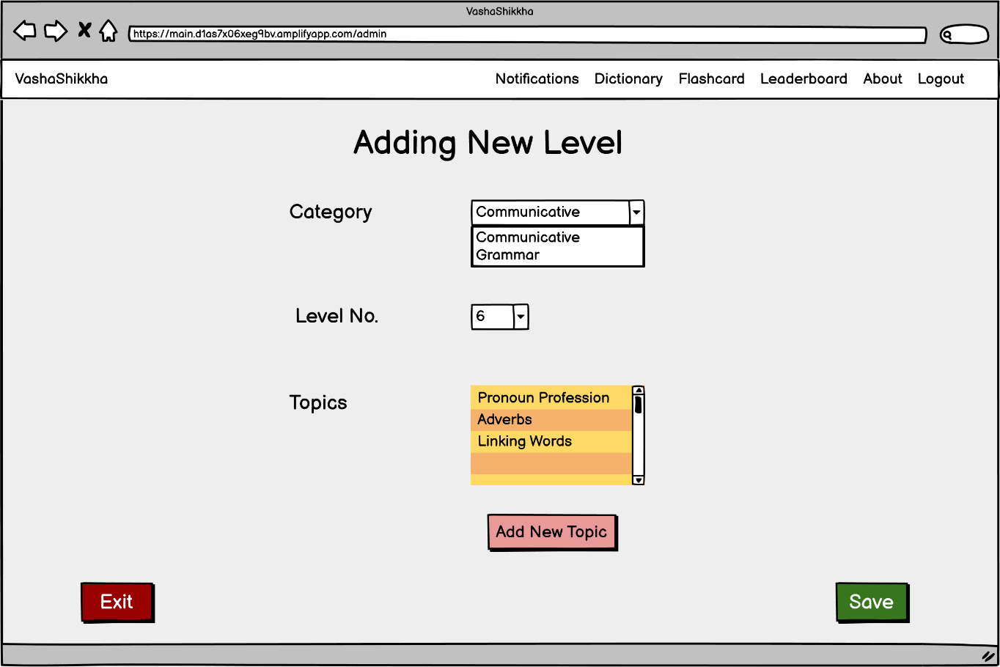 VashaShikkha
https://main.d1as7x06xeg9bv.amplifyapp.com/admin
VashaShikkha Notifications Dictionary Flashcard Leaderboard About Logout
Adding New Level
Category Communicative
Communicative
Grammar
Level No. 6
Topics
Pronoun Profession
Adverbs
Linking Words
Add New Topic
Exit Save